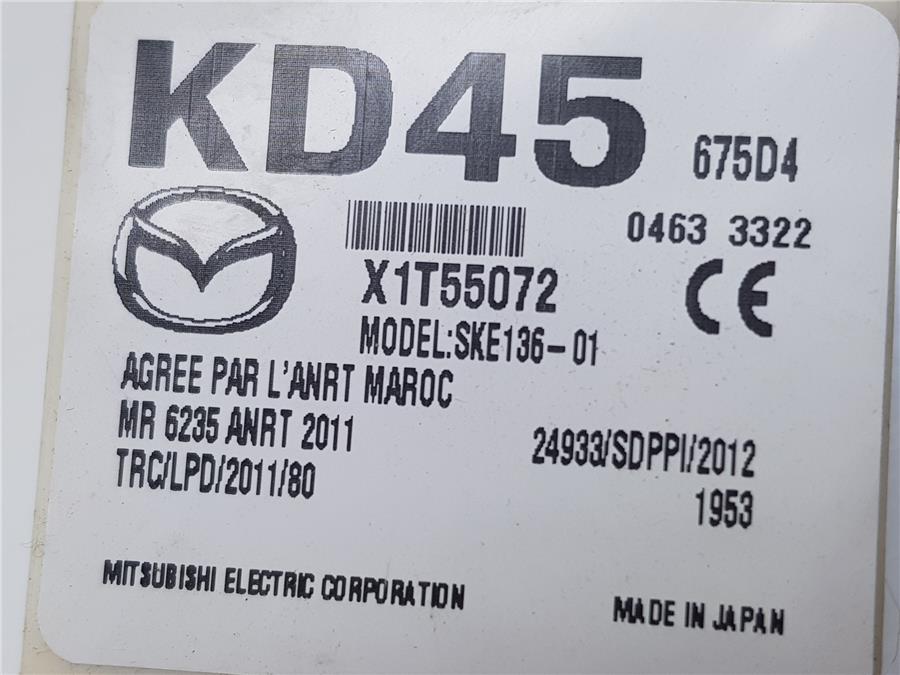 KD45 675D4
0463 3322
X1T55072
CE
MODEL:SKE136-01
AGREE PAR L'ANRT MAROC
MR 6235 ANRT 2011
24933/SDPPI/2012
TRC/LPD/2011/80
1953
MITSUBISHI ELECTRIC CORPORATION
MADE IN JAPAN